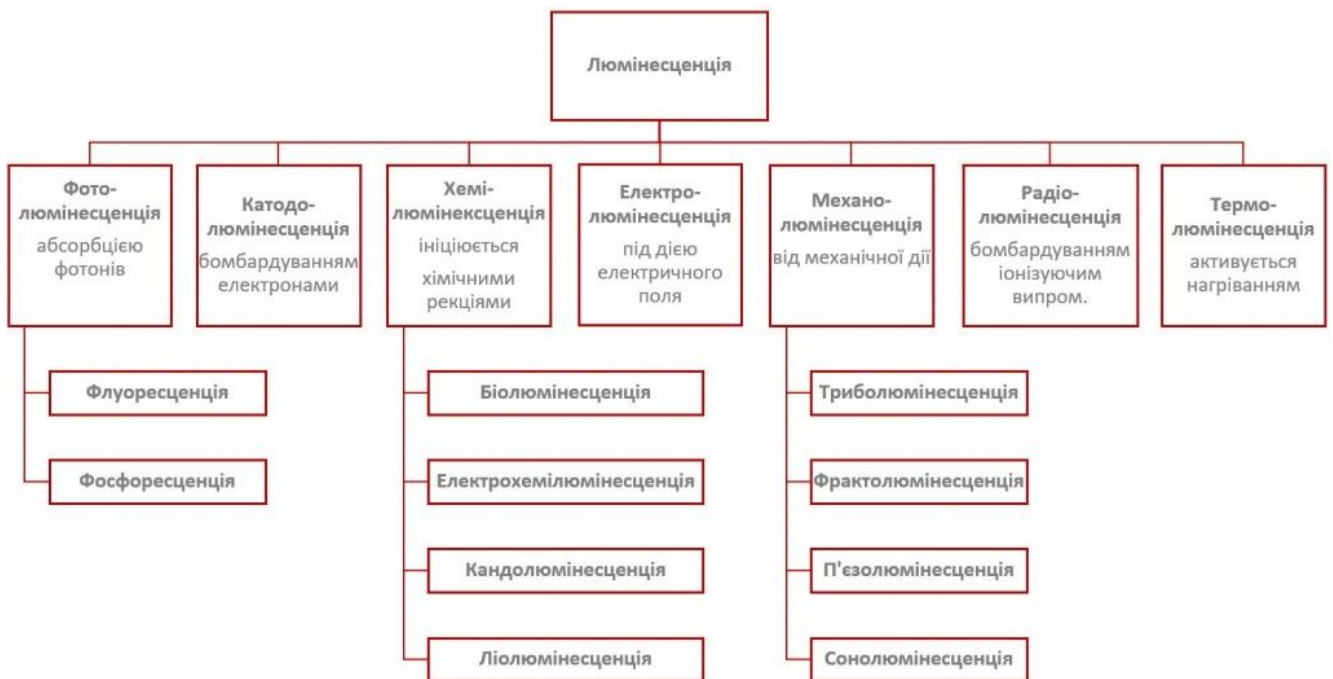 Люмінесценція
Фото-
люмінесценція
абсорбцією
фотонів
Катодо-
люмінесценція
бомбардуванням
електронами
Хемі-
люмінексценція
ініціюється
хімічними
рекціями
Електро-
люмінесценція
під дією
електричного
поля
Механо-
люмінесценція
від механічної дії
Радіо-
люмінесценція
бомбардуванням
іонізуючим
випром.
Термо-
люмінесценція
активується
нагріванням
Флуоресценція
Фосфоресценція
Біолюмінесценція
Електрохемілюмінесценція
Кандолюмінесценція
Ліолюмінесценція
Триболюмінесценція
Фрактолюмінесценція
П'єзолюмінесценція
Сонолюмінесценція